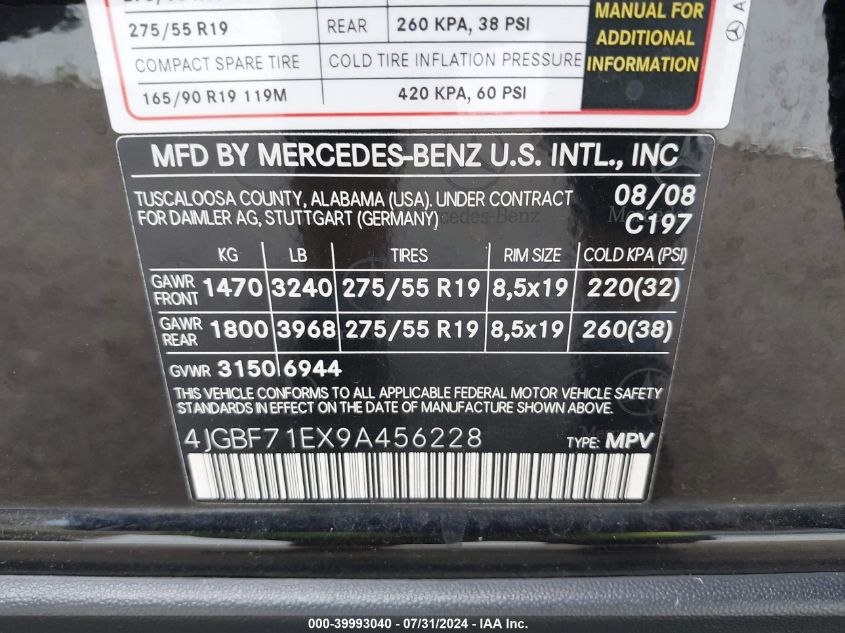 275/55 R19 REAR 260 KPA, 38 PSI
COMPACT SPARE TIRE COLD TIRE INFLATION PRESSURE
165/90 R19 119M 420 KPA, 60 PSI
MANUAL FOR
ADDITIONAL
INFORMATION
MFD BY MERCEDES-BENZ U.S. INTL., INC
TUSCALOOSA COUNTY, ALABAMA (USA). UNDER CONTRACT 08/08
FOR DAIMLER AG, STUTTGART (GERMANY) C197
KG LB TIRES RIM SIZE COLD KPA (PSI)
GAWR FRONT 1470 3240 275/55 R19 8,5x19 220(32)
GAWR REAR 1800 3968 275/55 R19 8,5x19 260(38)
GVWR 3150 6944
THIS VEHICLE CONFORMS TO ALL APPLICABLE FEDERAL MOTOR VEHICLE SAFETY
STANDARDS IN EFFECT ON THE DATE OF MANUFACTURE SHOWN ABOVE.
4JGBF71EX9A456228 TYPE: MPV
000-39993040 / 07/31/2024 - IAA Inc.